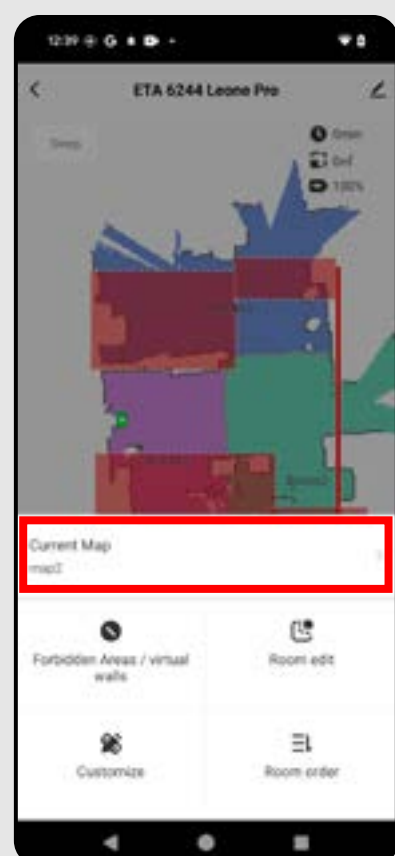 12:39
ETA 6244 Leone Pro
Sweep
0min
0㎡
100%
Current Map
map2
Forbidden Areas / virtual
walls
Room edit
Customize
Room order